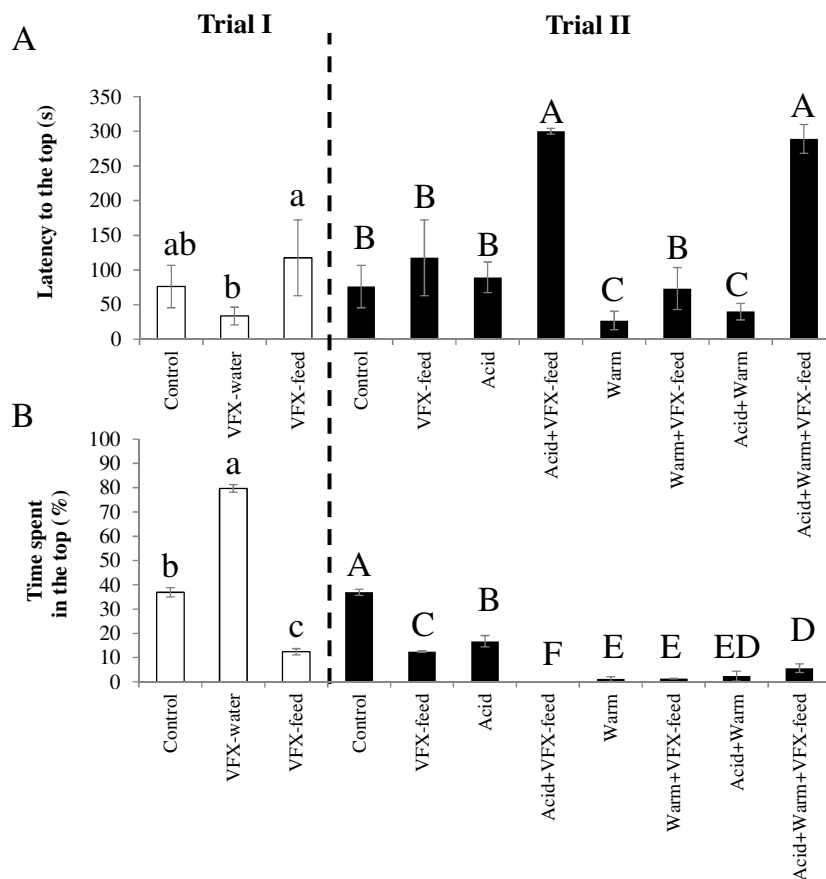 Trial I Trial II
A
Latency to the top (s)
350
300
250
200
150
100
50
0
ab
b
a
B
B
B
A
C
B
C
A
Control
VFX-water
VFX-feed
Control
VFX-feed
Acid
Acid+VFX-feed
Warm
Warm+VFX-feed
Acid+Warm
Acid+Warm+VFX-feed
B
Time spent
in the top (%)
100
90
80
70
60
50
40
30
20
10
0
b
a
c
A
C
B
F
E
E
ED
D
Control
VFX-water
VFX-feed
Control
VFX-feed
Acid
Acid+VFX-feed
Warm
Warm+VFX-feed
Acid+Warm
Acid+Warm+VFX-feed